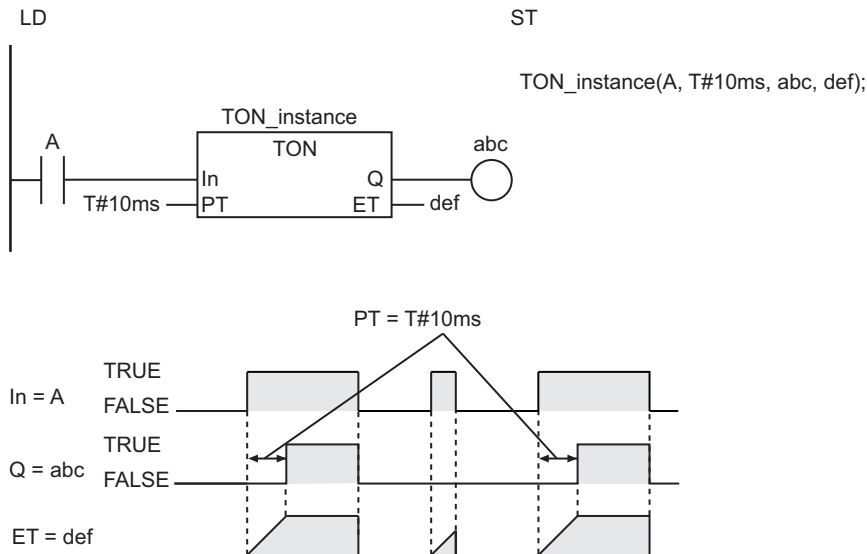 LD
ST
TON_instance(A, T#10ms, abc, def);
TON_instance
A
TON
abc
In
Q
T#10ms
PT
ET
def
PT = T#10ms
In = A
TRUE
FALSE
Q = abc
TRUE
FALSE
ET = def